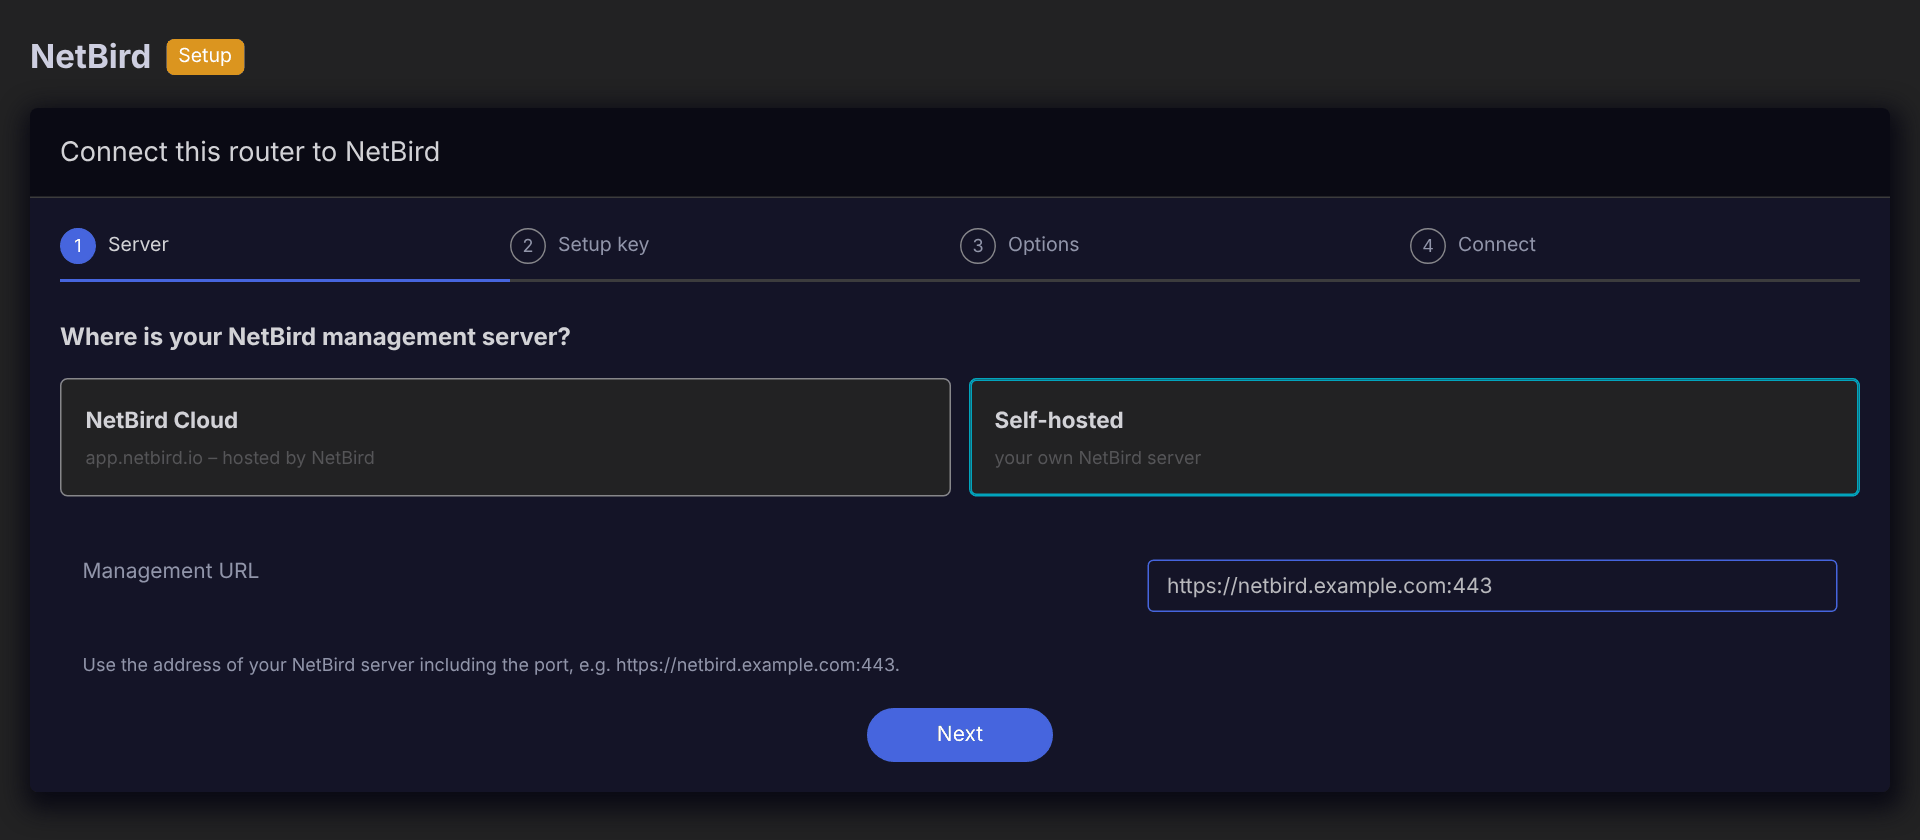 NetBird Setup
Connect this router to NetBird
1 Server
2 Setup key
3 Options
4 Connect
Where is your NetBird management server?
NetBird Cloud
app.netbird.io – hosted by NetBird
Self-hosted
your own NetBird server
Management URL
https://netbird.example.com:443
Use the address of your NetBird server including the port, e.g. https://netbird.example.com:443.
Next